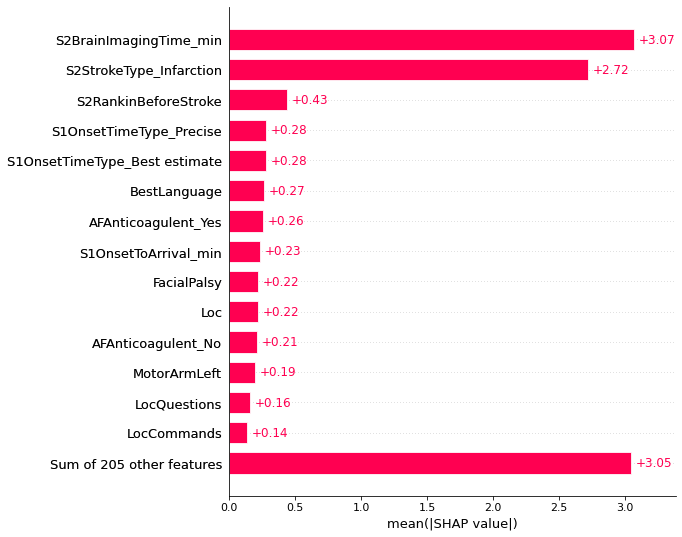 S2BrainImagingTime_min +3.07
S2StrokeType_Infarction +2.72
S2RankinBeforeStroke +0.43
S1OnsetTimeType_Precise +0.28
S1OnsetTimeType_Best estimate +0.28
BestLanguage +0.27
AFAnticoagulent_Yes +0.26
S1OnsetToArrival_min +0.23
FacialPalsy +0.22
Loc +0.22
AFAnticoagulent_No +0.21
MotorArmLeft +0.19
LocQuestions +0.16
LocCommands +0.14
Sum of 205 other features +3.05
0.0 0.5 1.0 1.5 2.0 2.5 3.0
mean(|SHAP value|)